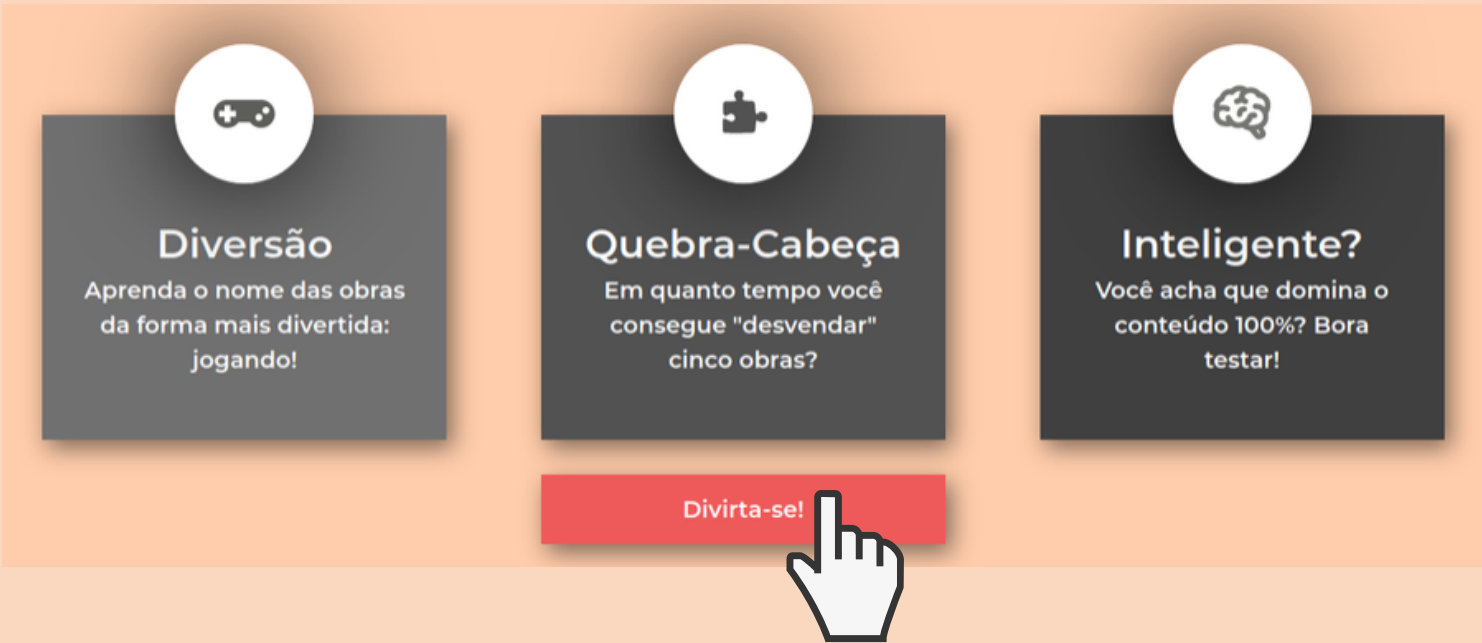 Diversão
Aprenda o nome das obras
da forma mais divertida:
jogando!
Quebra-Cabeça
Em quanto tempo você
consegue "desvendar"
cinco obras?
Inteligente?
Você acha que domina o
conteúdo 100%? Bora
testar!
Divirta-se!